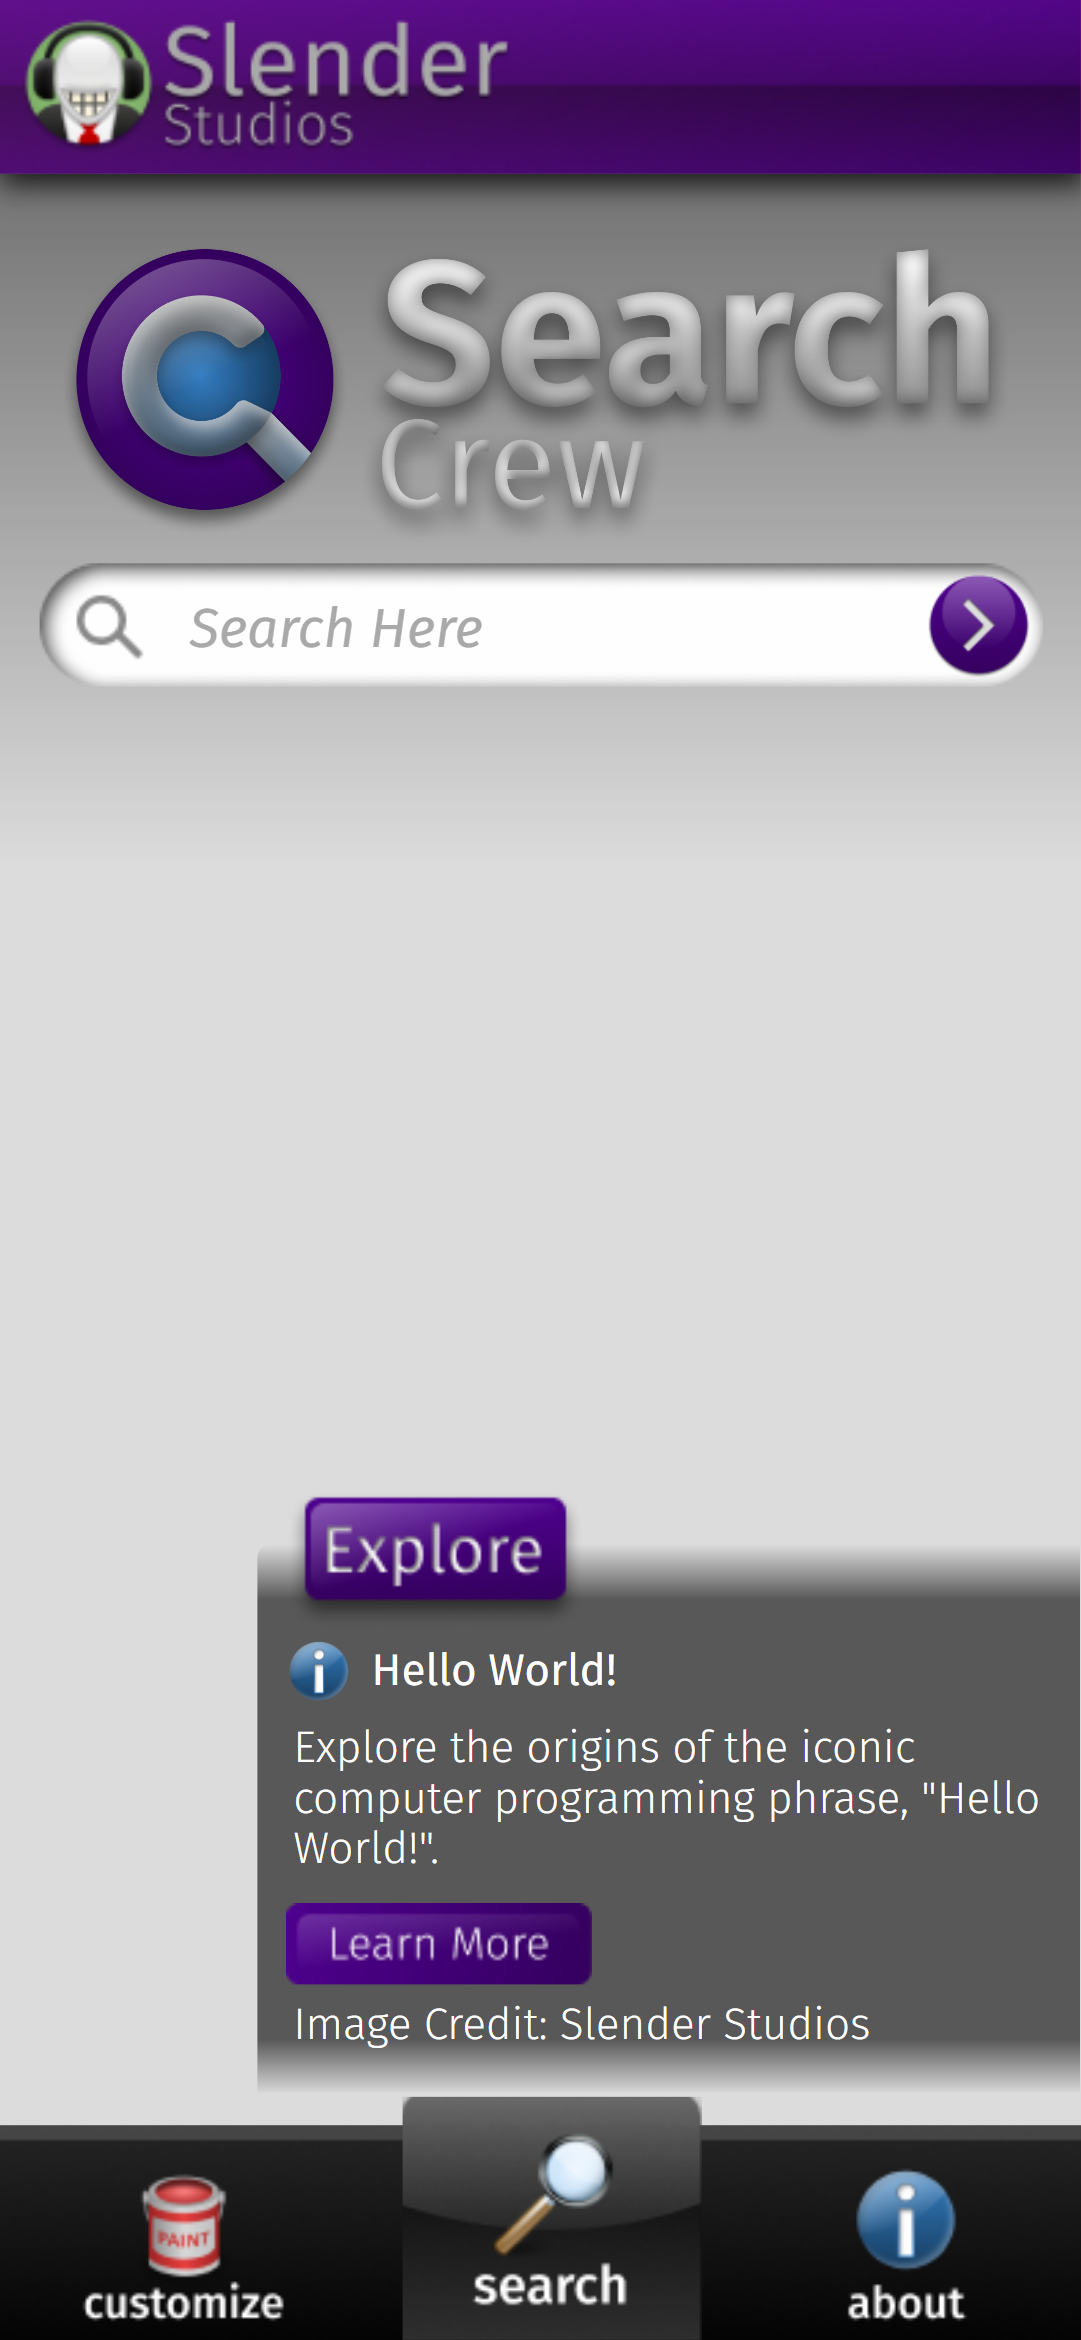 Slender
Studios
Search
Crew
Search Here
Explore
Hello World!
Explore the origins of the iconic
computer programming phrase, "Hello
World!".
Learn More
Image Credit: Slender Studios
PAINT
customize
search
about